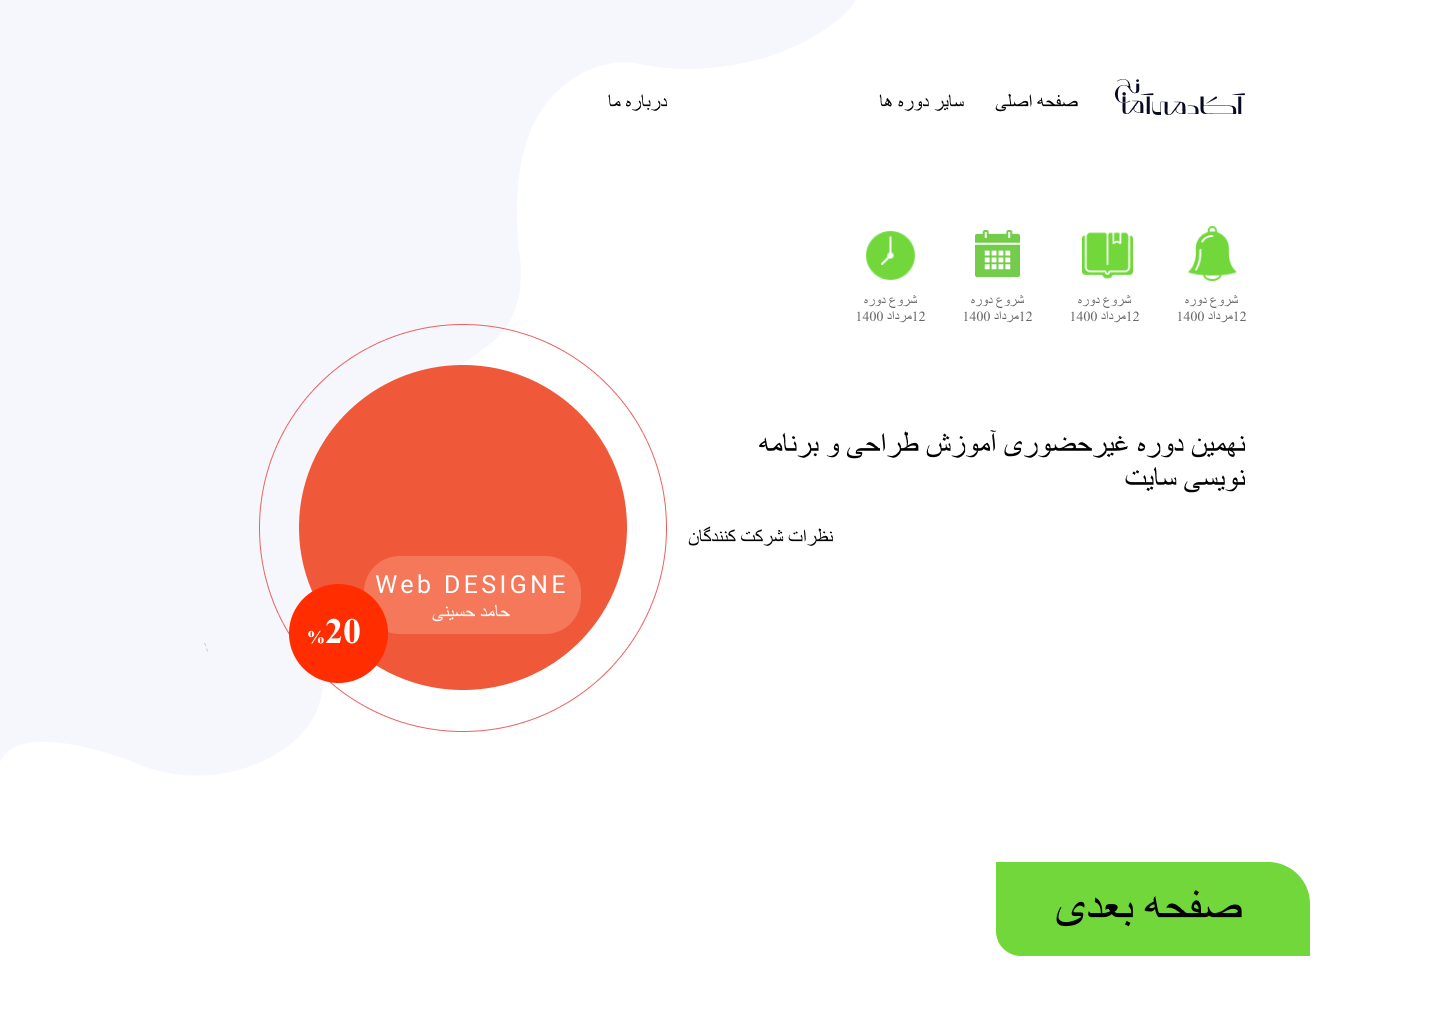 آکادمی آمانج
صفحه اصلی
سایر دوره ها
درباره ما
شروع دوره
12مرداد 1400
شروع دوره
12مرداد 1400
شروع دوره
12مرداد 1400
شروع دوره
12مرداد 1400
نهمین دوره غیرحضوری آموزش طراحی و برنامه
نویسی سایت
نظرات شرکت کنندگان
Web DESIGNE
حامد حسینی
%20
صفحه بعدی